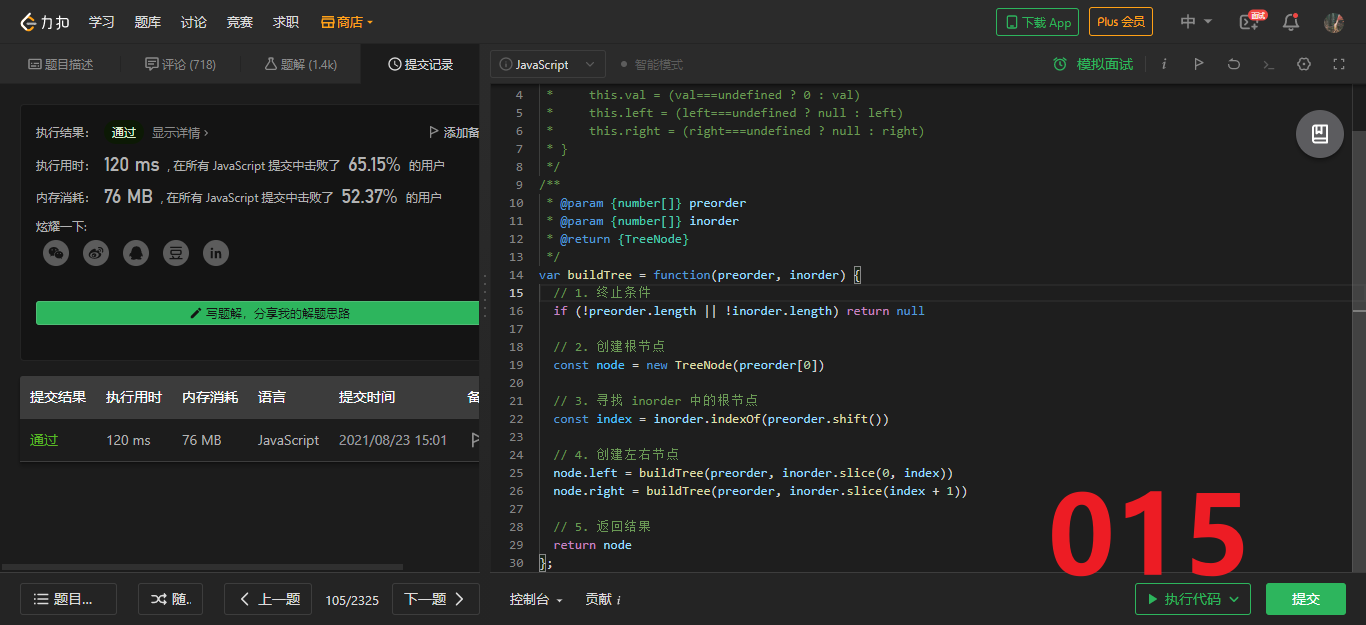 力扣 学习 题库 讨论 竞赛 求职 商店 下载 App Plus 会员 中 面试
题目描述 评论 (718) 题解 (1.4k) 提交记录
执行结果： 通过 显示详情 › 添加备
执行用时： 120 ms , 在所有 JavaScript 提交中击败了 65.15% 的用户
内存消耗： 76 MB , 在所有 JavaScript 提交中击败了 52.37% 的用户
炫耀一下:
豆 in
写题解，分享我的解题思路
提交结果 执行用时 内存消耗 语言 提交时间 备
通过 120 ms 76 MB JavaScript 2021/08/23 15:01
JavaScript 智能模式 模拟面试 i
4 * this.val = (val===undefined ? 0 : val)
5 * this.left = (left===undefined ? null : left)
6 * this.right = (right===undefined ? null : right)
7 * }
8 */
9 /**
10 * @param {number[]} preorder
11 * @param {number[]} inorder
12 * @return {TreeNode}
13 */
14 var buildTree = function(preorder, inorder) {
15 // 1. 终止条件
16 if (!preorder.length || !inorder.length) return null
17
18 // 2. 创建根节点
19 const node = new TreeNode(preorder[0])
20
21 // 3. 寻找 inorder 中的根节点
22 const index = inorder.indexOf(preorder.shift())
23
24 // 4. 创建左右节点
25 node.left = buildTree(preorder, inorder.slice(0, index))
26 node.right = buildTree(preorder, inorder.slice(index + 1))
27
28 // 5. 返回结果
29 return node
30 };
015
题目... 随.. 上一题 105/2325 下一题 控制台 贡献 i 执行代码 提交